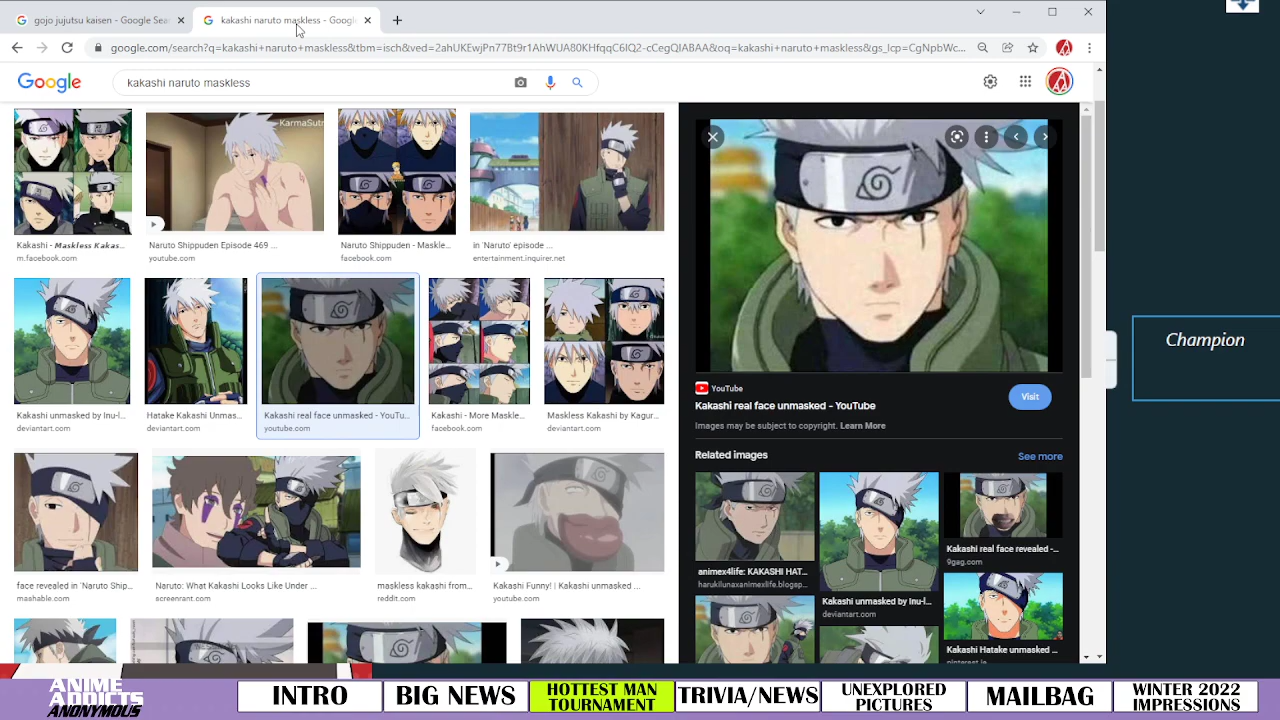 gojo jujutsu kaisen - Google Sea
kakashi naruto maskless - Google
google.com/search?q=kakashi+naruto+maskless&tbm=isch&ved=2ahUKEwjPn77Bt9r1AhWUA80KHfqqC6IQ2-cCegQIABAA&oq=kakashi+naruto+maskless&gs_lcp=CgNpbWc...
Google
kakashi naruto maskless
KarmaSutr
Kakashi - Maskless Kakas...
m.facebook.com
Naruto Shippuden Episode 469 ...
youtube.com
Naruto Shippuden - Maskle...
facebook.com
in 'Naruto' episode ...
entertainment.inquirer.net
Kakashi unmasked by Inu-l...
deviantart.com
Hatake Kakashi Unmas...
deviantart.com
Kakashi real face unmasked - YouTu...
youtube.com
Kakashi - More Maskle...
facebook.com
Maskless Kakashi by Kagur...
deviantart.com
face revealed in 'Naruto Ship...
mashable.com
Naruto: What Kakashi Looks Like Under ...
screenrant.com
maskless kakashi from...
reddit.com
Kakashi Funny! | Kakashi unmasked ...
youtube.com
YouTube
Kakashi real face unmasked - YouTube
Visit
Images may be subject to copyright. Learn More
Related images
See more
animex4life: KAKASHI HAT...
harukilunaxanimex4life.blogsp...
Kakashi unmasked by Inu-l...
deviantart.com
Kakashi real face revealed -...
9gag.com
Kakashi Hatake unmasked ...
pinterest.ie
Champion
ANIME
ADDICTS
ANONYMOUS
INTRO
BIG NEWS
HOTTEST MAN
TOURNAMENT
TRIVIA/NEWS
UNEXPLORED
PICTURES
MAILBAG
WINTER 2022
IMPRESSIONS